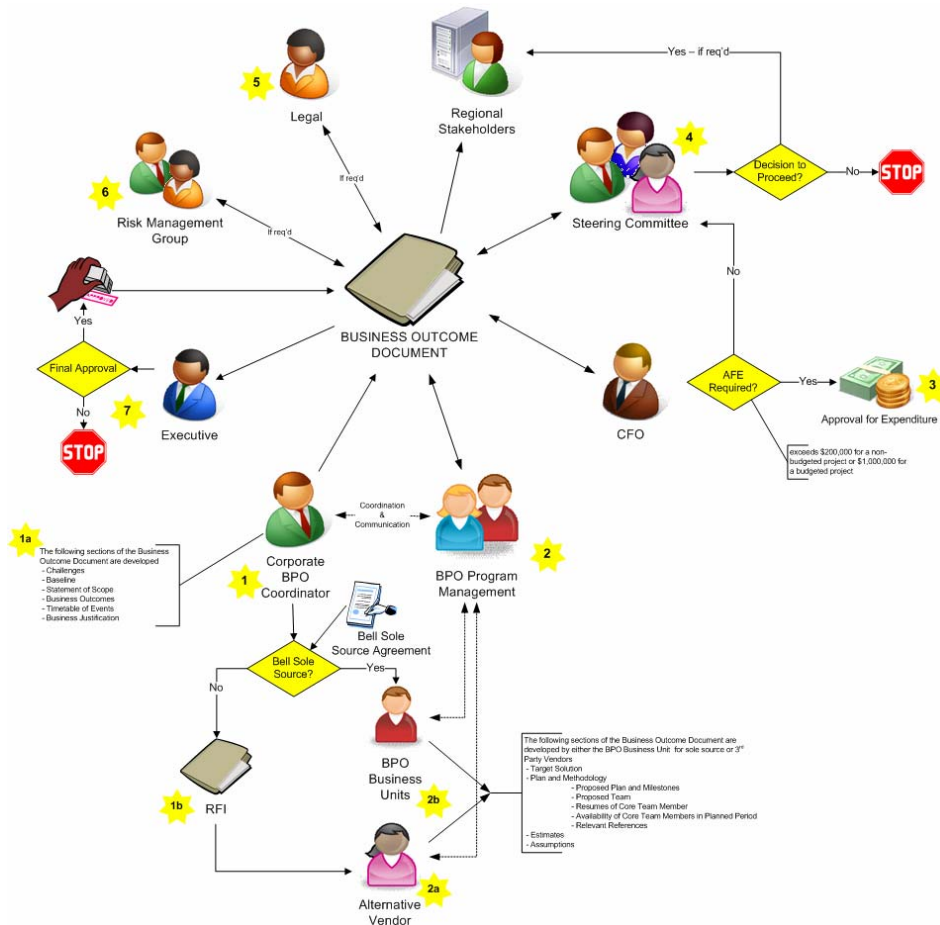 5
Legal
Regional
Stakeholders
Yes – if req'd
4
Decision to
Proceed?
No
STOP
Steering Committee
If req'd
6
Risk Management
Group
If req'd
No
Yes
BUSINESS OUTCOME
DOCUMENT
Final Approval
7
No
STOP
Executive
CFO
AFE
Required?
Yes
3
Approval for Expenditure
exceeds $200,000 for a non-
budgeted project or $1,000,000 for
a budgeted project
1a
The following sections of the Business
Outcome Document are developed
- Challenges
- Baseline
- Statement of Scope
- Business Outcomes
- Timetable of Events
- Business Justification
Coordination
&
Communication
1
Corporate
BPO
Coordinator
2
BPO Program
Management
Bell Sole
Source Agreement
Bell Sole
Source?
No
Yes
BPO
Business
Units
2b
1b
RFI
2a
Alternative
Vendor
The following sections of the Business Outcome Document are
developed by either the BPO Business Unit for sole source or 3rd
Party Vendors
- Target Solution
- Plan and Methodology
- Proposed Plan and Milestones
- Proposed Team
- Resumes of Core Team Member
- Availability of Core Team Members in Planned Period
- Relevant References
- Estimates
- Assumptions